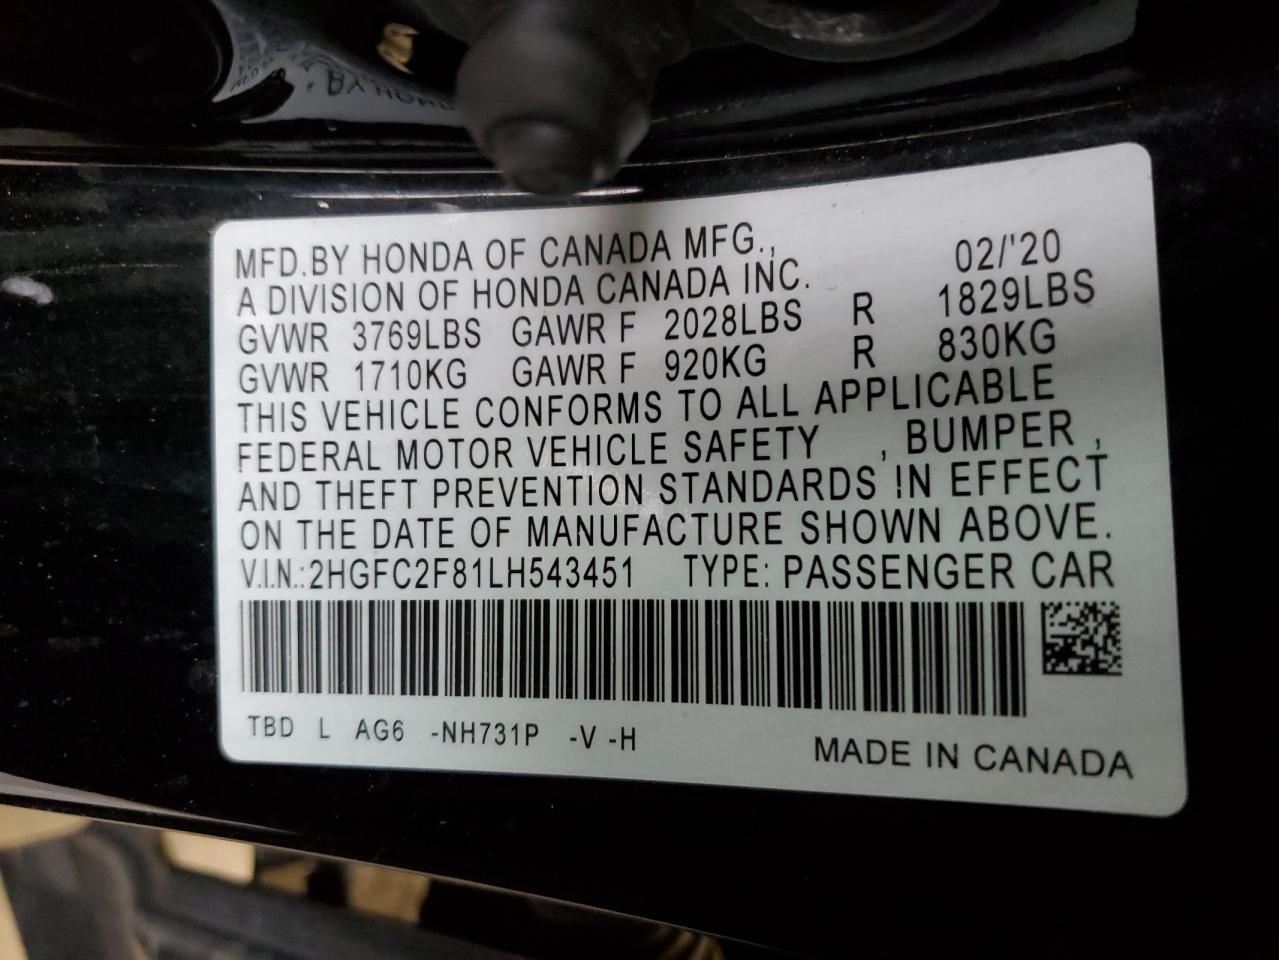 MFD.BY HONDA OF CANADA MFG., 02/'20
A DIVISION OF HONDA CANADA INC.
GVWR 3769LBS GAWR F 2028LBS R 1829LBS
GVWR 1710KG GAWR F 920KG R 830KG
THIS VEHICLE CONFORMS TO ALL APPLICABLE
FEDERAL MOTOR VEHICLE SAFETY , BUMPER ,
AND THEFT PREVENTION STANDARDS IN EFFECT
ON THE DATE OF MANUFACTURE SHOWN ABOVE.
V.I.N.:2HGFC2F81LH543451 TYPE: PASSENGER CAR
TBD L AG6 -NH731P -V -H
MADE IN CANADA